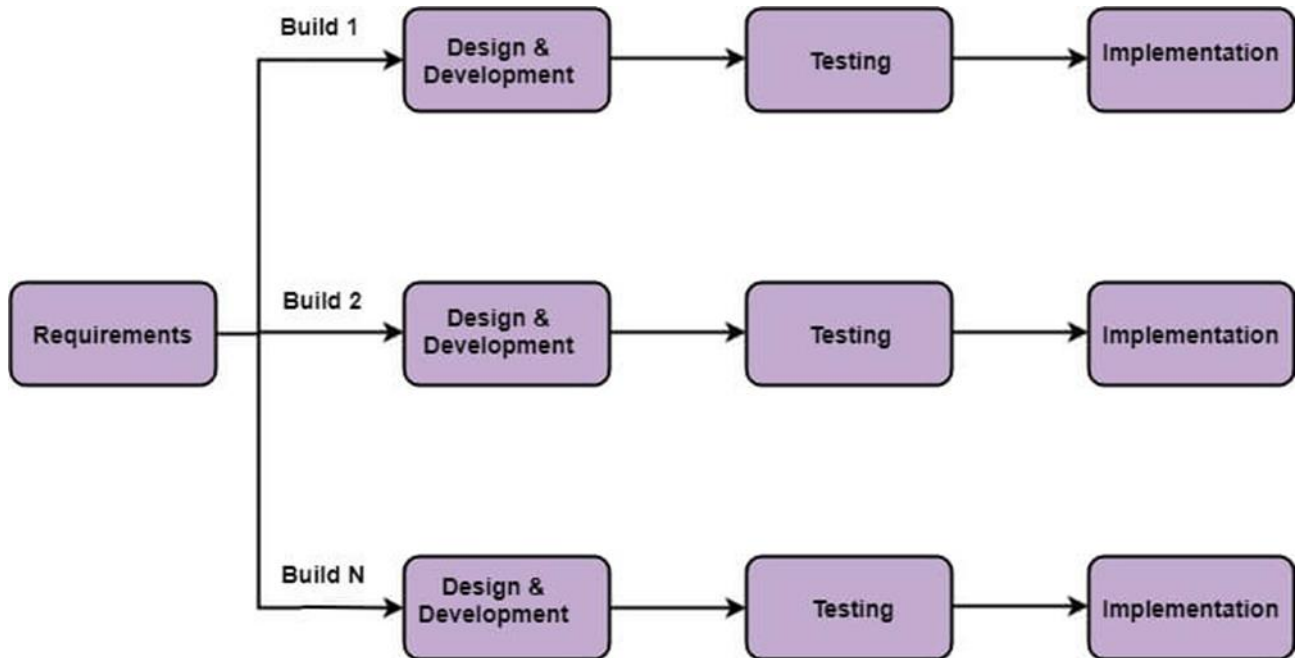 Build 1
Design &
Development
Testing
Implementation
Requirements
Build 2
Design &
Development
Testing
Implementation
Build N
Design &
Development
Testing
Implementation